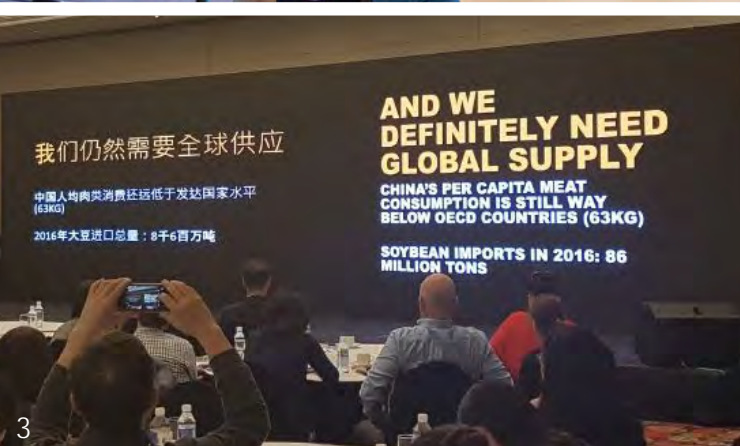 我们仍然需要全球供应
中国人均肉类消费还远低于发达国家水平
(63KG)
2016年大豆进口总量：8千6百万吨
AND WE
DEFINITELY NEED
GLOBAL SUPPLY
CHINA'S PER CAPITA MEAT
CONSUMPTION IS STILL WAY
BELOW OECD COUNTRIES (63KG)
SOYBEAN IMPORTS IN 2016: 86
MILLION TONS
3